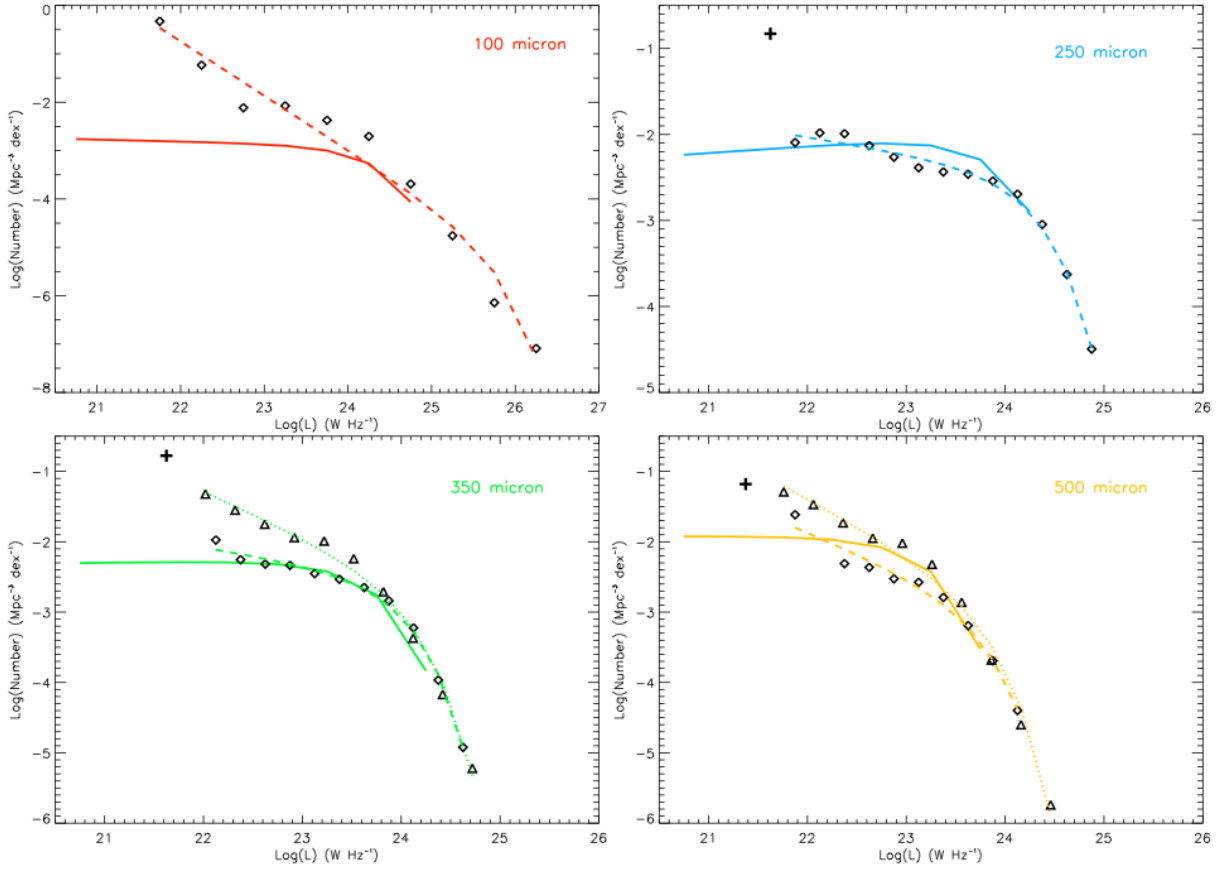 0
-2
-4
-6
-8
Log(Number) (Mpc⁻³ dex⁻¹)
100 micron
21 22 23 24 25 26 27
Log(L) (W Hz⁻¹)
-1
-2
-3
-4
-5
Log(Number) (Mpc⁻³ dex⁻¹)
250 micron
21 22 23 24 25 26
Log(L) (W Hz⁻¹)
-1
-2
-3
-4
-5
-6
Log(Number) (Mpc⁻³ dex⁻¹)
350 micron
21 22 23 24 25 26
Log(L) (W Hz⁻¹)
-1
-2
-3
-4
-5
-6
Log(Number) (Mpc⁻³ dex⁻¹)
500 micron
21 22 23 24 25 26
Log(L) (W Hz⁻¹)